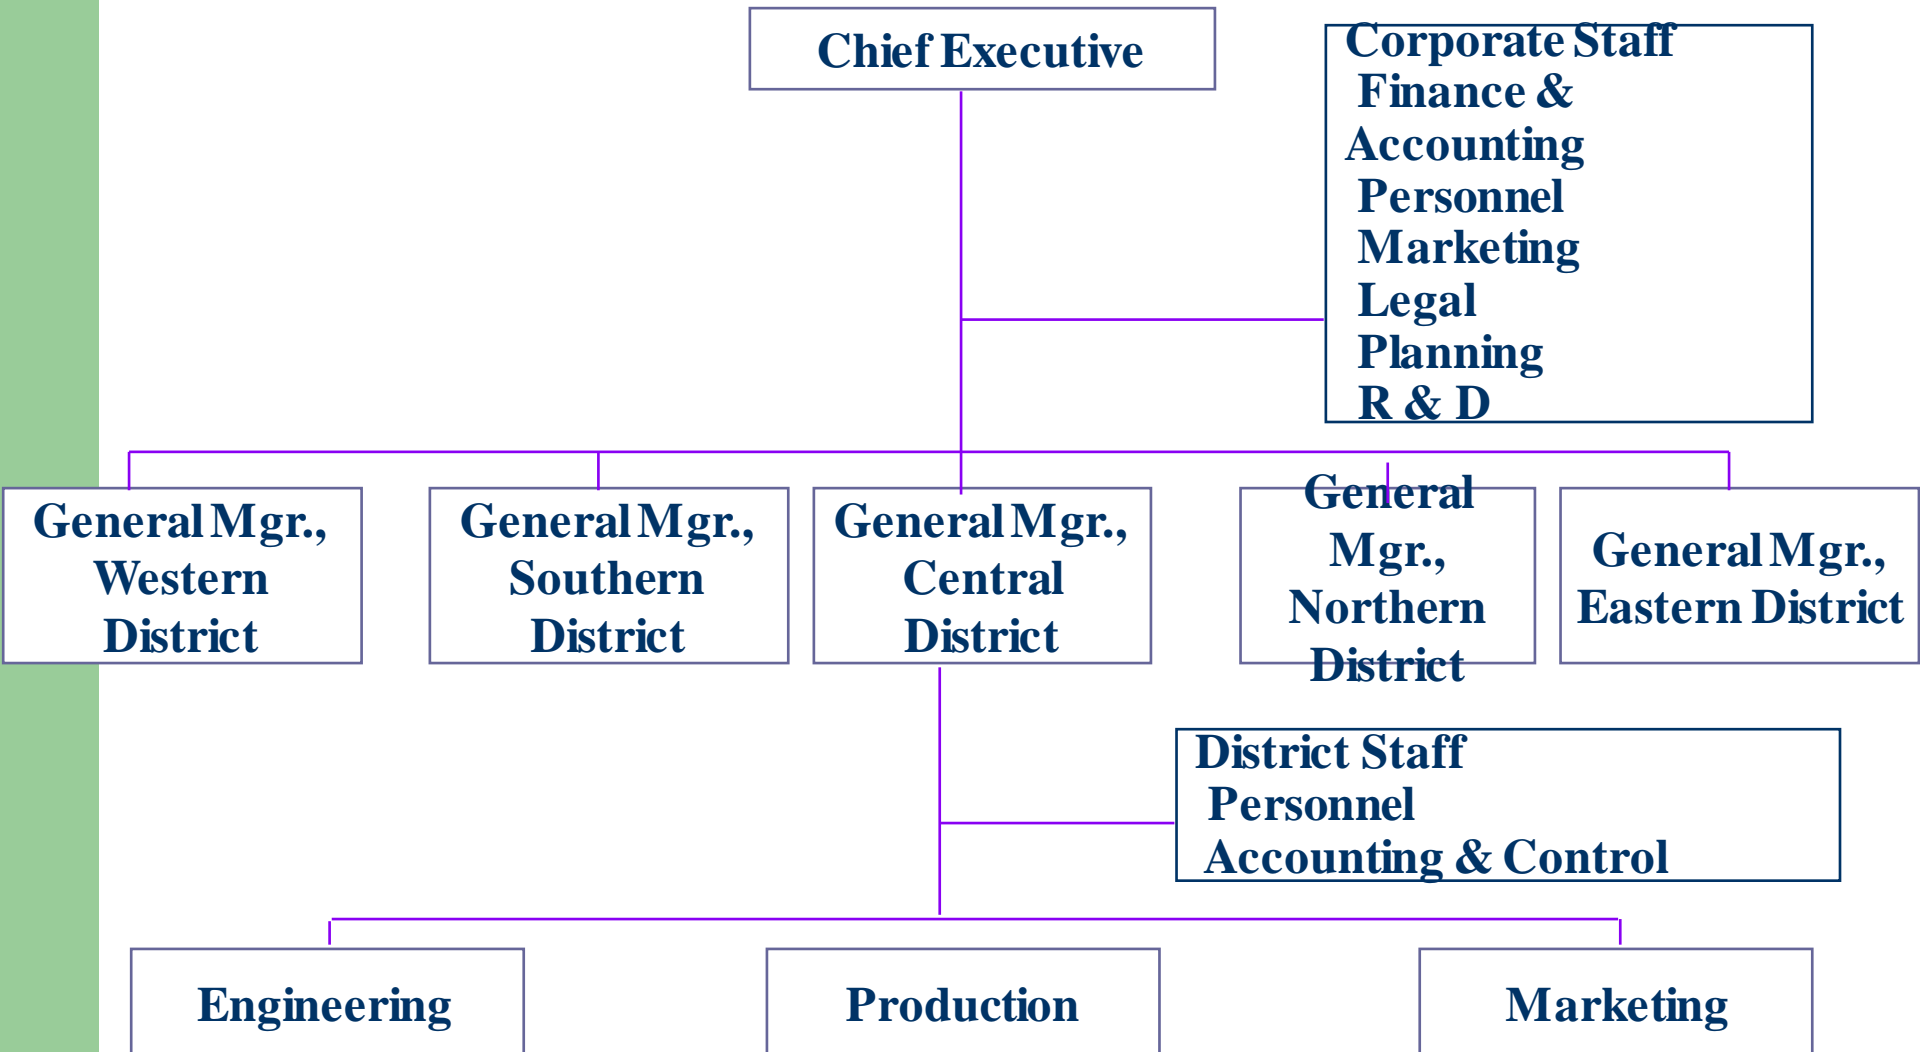 Chief Executive
Corporate Staff
Finance &
Accounting
Personnel
Marketing
Legal
Planning
R & D
General Mgr.,
Western
District
General Mgr.,
Southern
District
General Mgr.,
Central
District
General
Mgr.,
Northern
District
General Mgr.,
Eastern District
District Staff
Personnel
Accounting & Control
Engineering
Production
Marketing